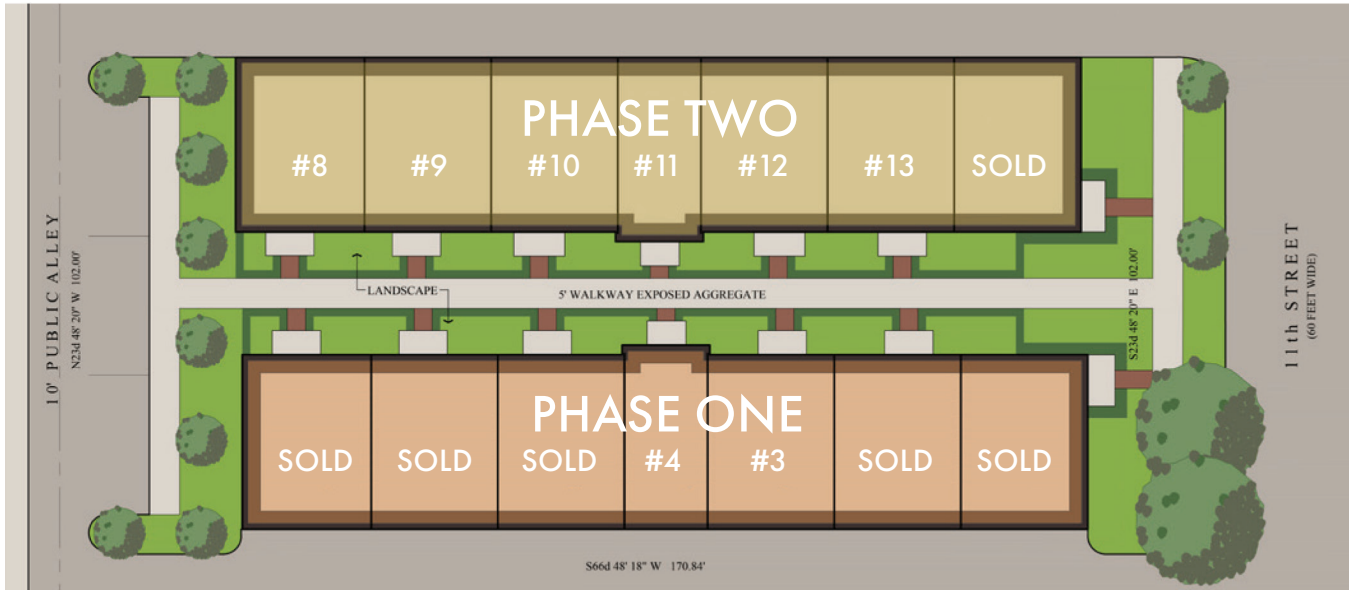 PHASE TWO
#8 #9 #10 #11 #12 #13 SOLD
10' PUBLIC ALLEY
N23d 48' 20" W 102.00'
LANDSCAPE
5' WALKWAY EXPOSED AGGREGATE
S23d 48' 20" E 102.00'
11th STREET
(60 FEET WIDE)
PHASE ONE
SOLD SOLD SOLD #4 #3 SOLD SOLD
S66d 48' 18" W 170.84'